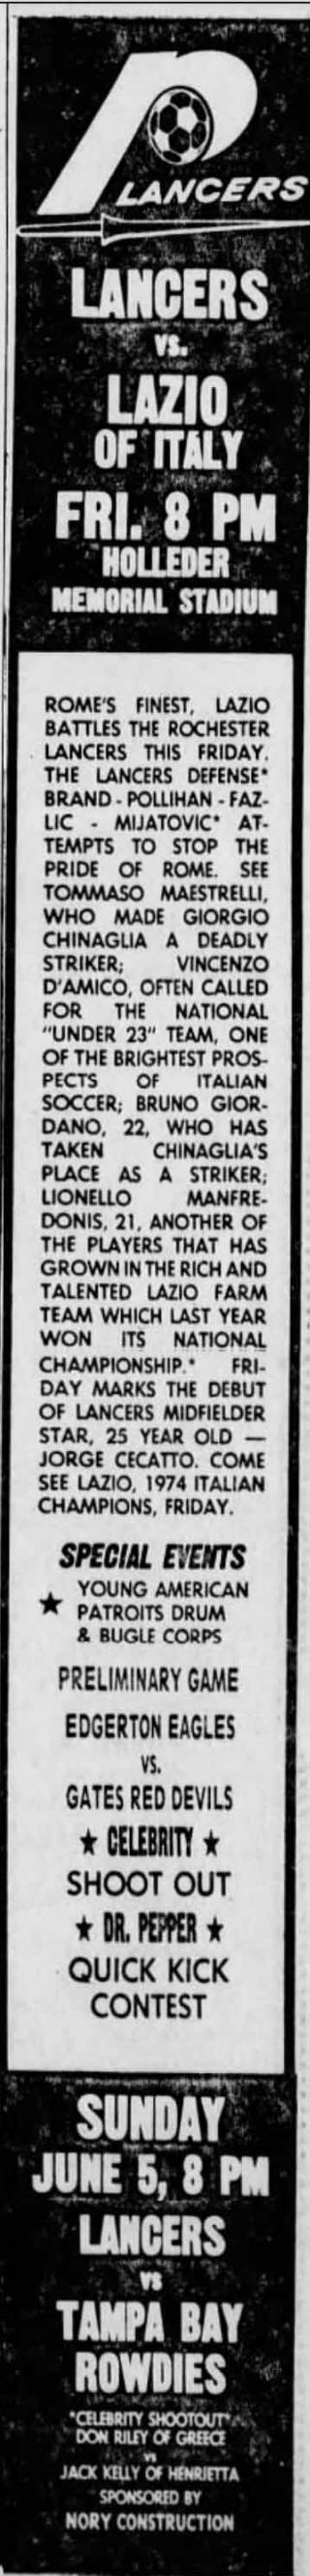 LANCERS
LANCERS
VS.
LAZIO
OF ITALY
FRI. 8 PM
HOLLEDER
MEMORIAL STADIUM
ROME'S FINEST, LAZIO
BATTLES THE ROCHESTER
LANCERS THIS FRIDAY.
THE LANCERS DEFENSE*
BRAND - POLLIHAN - FAZ-
LIC - MIJATOVIC* AT-
TEMPTS TO STOP THE
PRIDE OF ROME. SEE
TOMMASO MAESTRELLI,
WHO MADE GIORGIO
CHINAGLIA A DEADLY
STRIKER; VINCENZO
D'AMICO, OFTEN CALLED
FOR THE NATIONAL
"UNDER 23" TEAM, ONE
OF THE BRIGHTEST PROS-
PECTS OF ITALIAN
SOCCER; BRUNO GIOR-
DANO, 22, WHO HAS
TAKEN CHINAGLIA'S
PLACE AS A STRIKER;
LIONELLO MANFRE-
DONIS, 21, ANOTHER OF
THE PLAYERS THAT HAS
GROWN IN THE RICH AND
TALENTED LAZIO FARM
TEAM WHICH LAST YEAR
WON ITS NATIONAL
CHAMPIONSHIP.* FRI-
DAY MARKS THE DEBUT
OF LANCERS MIDFIELDER
STAR, 25 YEAR OLD —
JORGE CECATTO. COME
SEE LAZIO, 1974 ITALIAN
CHAMPIONS, FRIDAY.
SPECIAL EVENTS
★ YOUNG AMERICAN
PATROITS DRUM
& BUGLE CORPS
PRELIMINARY GAME
EDGERTON EAGLES
VS.
GATES RED DEVILS
★ CELEBRITY ★
SHOOT OUT
★ DR. PEPPER ★
QUICK KICK
CONTEST
SUNDAY
JUNE 5, 8 PM
LANCERS
VS
TAMPA BAY
ROWDIES
"CELEBRITY SHOOTOUT"
DON RILEY OF GREECE
VS
JACK KELLY OF HENRIETTA
SPONSORED BY
NORY CONSTRUCTION